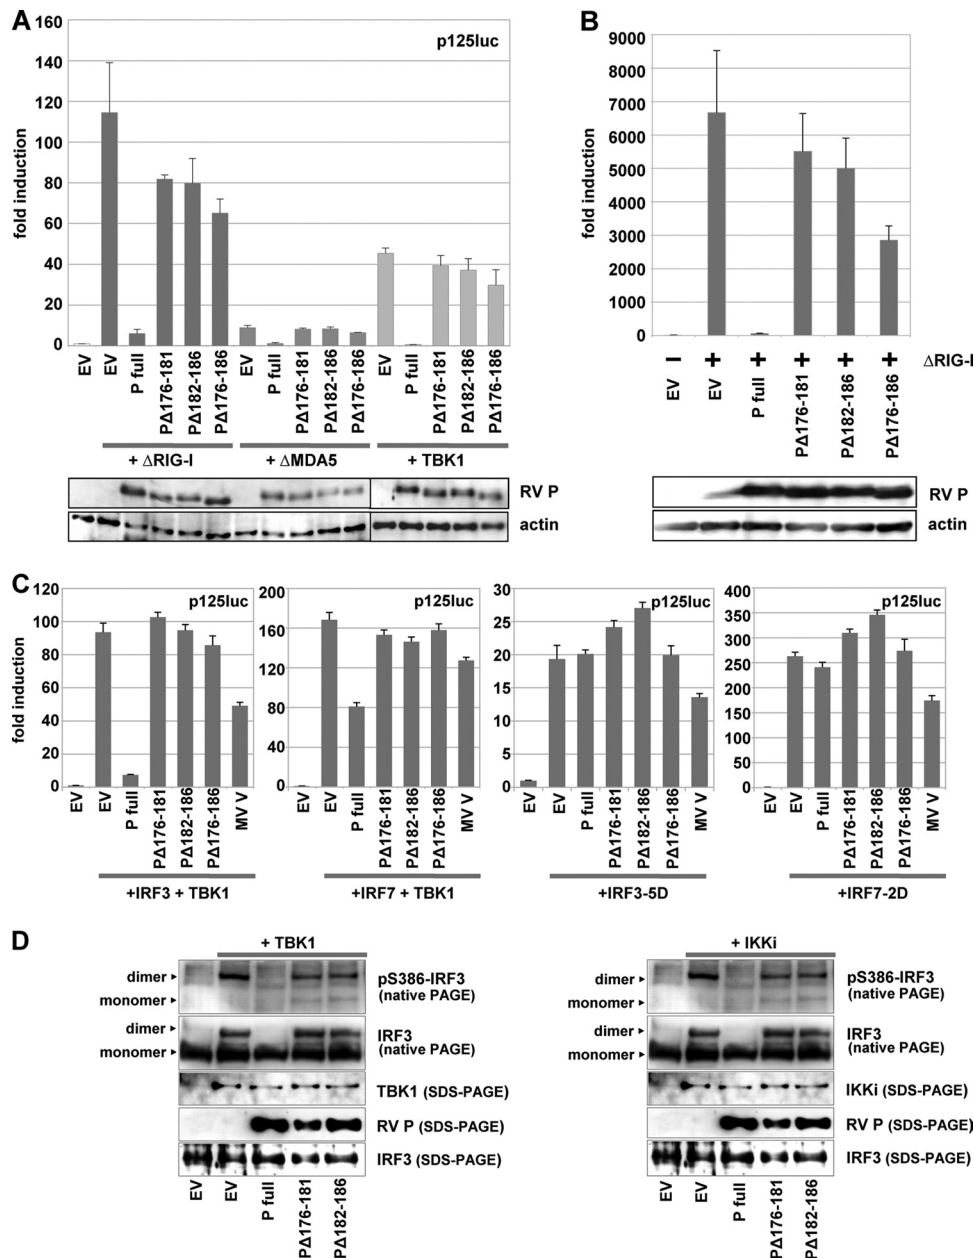 A
p125luc
fold induction
160
140
120
100
80
60
40
20
0
EV
EV
P full
PΔ176-181
PΔ182-186
PΔ176-186
EV
P full
PΔ176-181
PΔ182-186
PΔ176-186
EV
P full
PΔ176-181
PΔ182-186
PΔ176-186
+ ΔRIG-I
+ ΔMDA5
+ TBK1
RV P
actin
B
fold induction
9000
8000
7000
6000
5000
4000
3000
2000
1000
0
− + + + + + ΔRIG-I
EV
EV
P full
PΔ176-181
PΔ182-186
PΔ176-186
RV P
actin
C
fold induction
p125luc
120
100
80
60
40
20
0
EV
EV
P full
PΔ176-181
PΔ182-186
PΔ176-186
MV V
+IRF3 + TBK1
p125luc
200
160
120
80
40
0
EV
EV
P full
PΔ176-181
PΔ182-186
PΔ176-186
MV V
+IRF7 + TBK1
p125luc
30
25
20
15
10
5
0
EV
EV
P full
PΔ176-181
PΔ182-186
PΔ176-186
MV V
+IRF3-5D
p125luc
400
350
300
250
200
150
100
50
0
EV
EV
P full
PΔ176-181
PΔ182-186
PΔ176-186
MV V
+IRF7-2D
D
+ TBK1
dimer
monomer
pS386-IRF3
(native PAGE)
dimer
monomer
IRF3
(native PAGE)
TBK1 (SDS-PAGE)
RV P (SDS-PAGE)
IRF3 (SDS-PAGE)
EV
EV
P full
PΔ176-181
PΔ182-186
+ IKKi
dimer
monomer
pS386-IRF3
(native PAGE)
dimer
monomer
IRF3
(native PAGE)
IKKi (SDS-PAGE)
RV P (SDS-PAGE)
IRF3 (SDS-PAGE)
EV
EV
P full
PΔ176-181
PΔ182-186